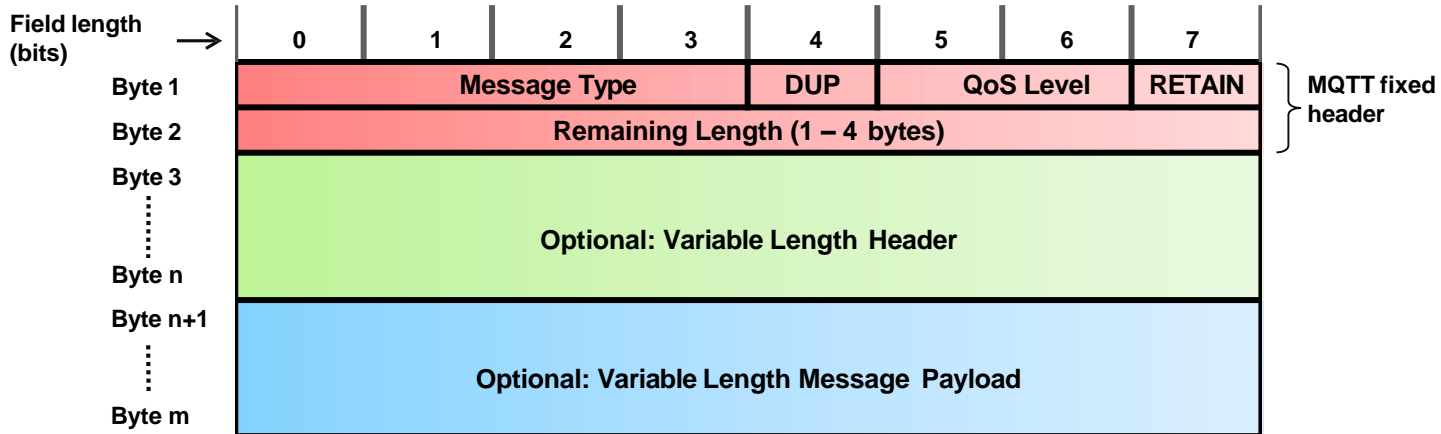 Field length
(bits)
0 1 2 3 4 5 6 7
Byte 1
Message Type DUP QoS Level RETAIN
MQTT fixed
header
Byte 2
Remaining Length (1 – 4 bytes)
Byte 3
Optional: Variable Length Header
Byte n
Byte n+1
Optional: Variable Length Message Payload
Byte m